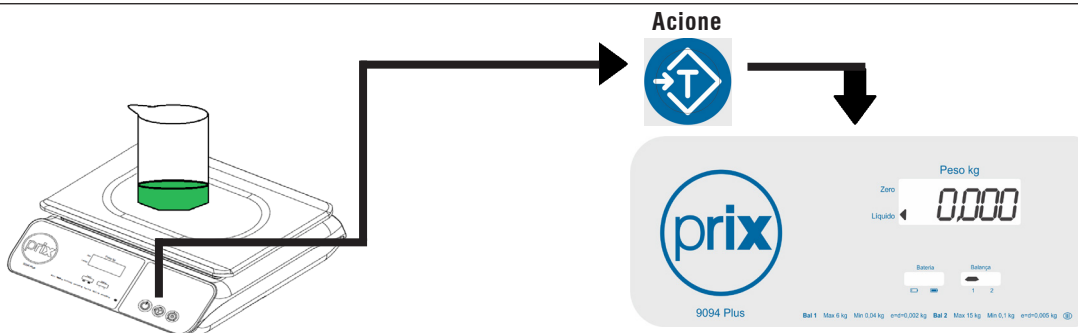 Acione
T
Peso kg
Zero
0,000
Líquido
prix
prix
Bateria
Balança
1 2
9094 Plus
Bal 1 Max 6 kg Min 0,04 kg e=d=0,002 kg Bal 2 Max 15 kg Min 0,1 kg e=d=0,005 kg